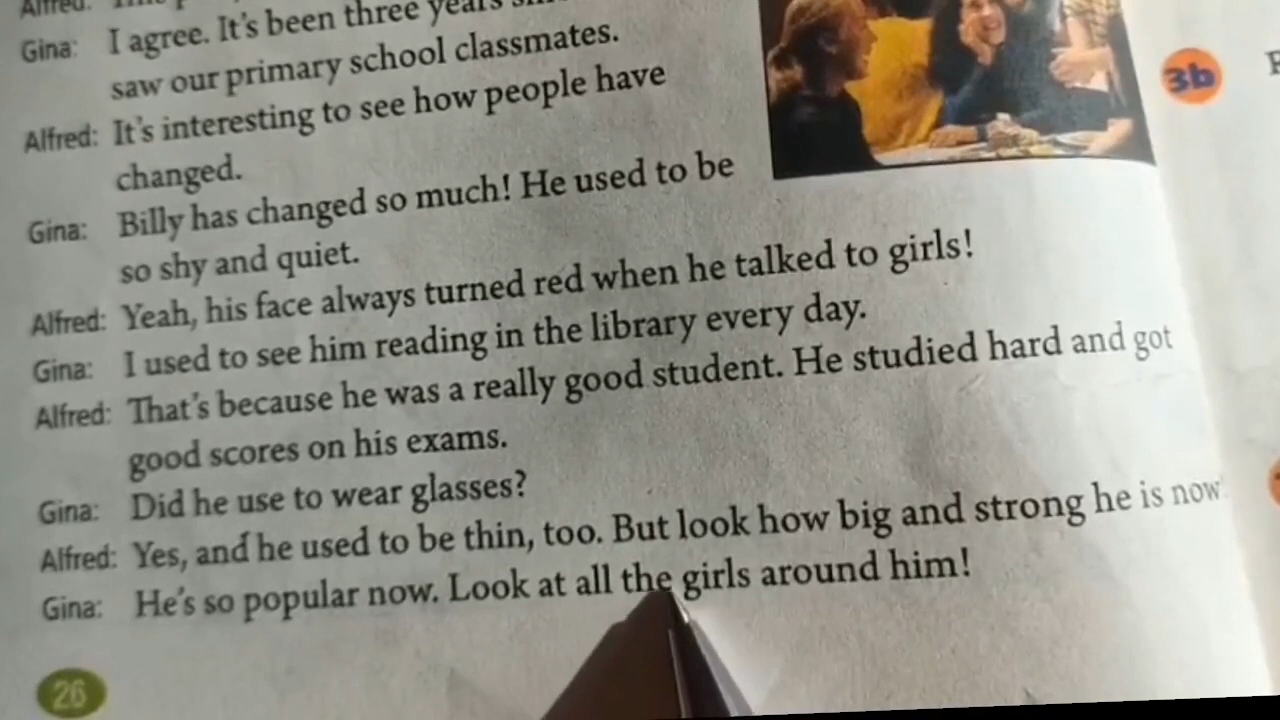 Alfred:
Gina: I agree. It's been three years
saw our primary school classmates.
Alfred: It's interesting to see how people have
changed.
Gina: Billy has changed so much! He used to be
so shy and quiet.
Alfred: Yeah, his face always turned red when he talked to girls!
Gina: I used to see him reading in the library every day.
Alfred: That's because he was a really good student. He studied hard and got
good scores on his exams.
Gina: Did he use to wear glasses?
Alfred: Yes, and he used to be thin, too. But look how big and strong he is now
Gina: He's so popular now. Look at all the girls around him!
26
3b